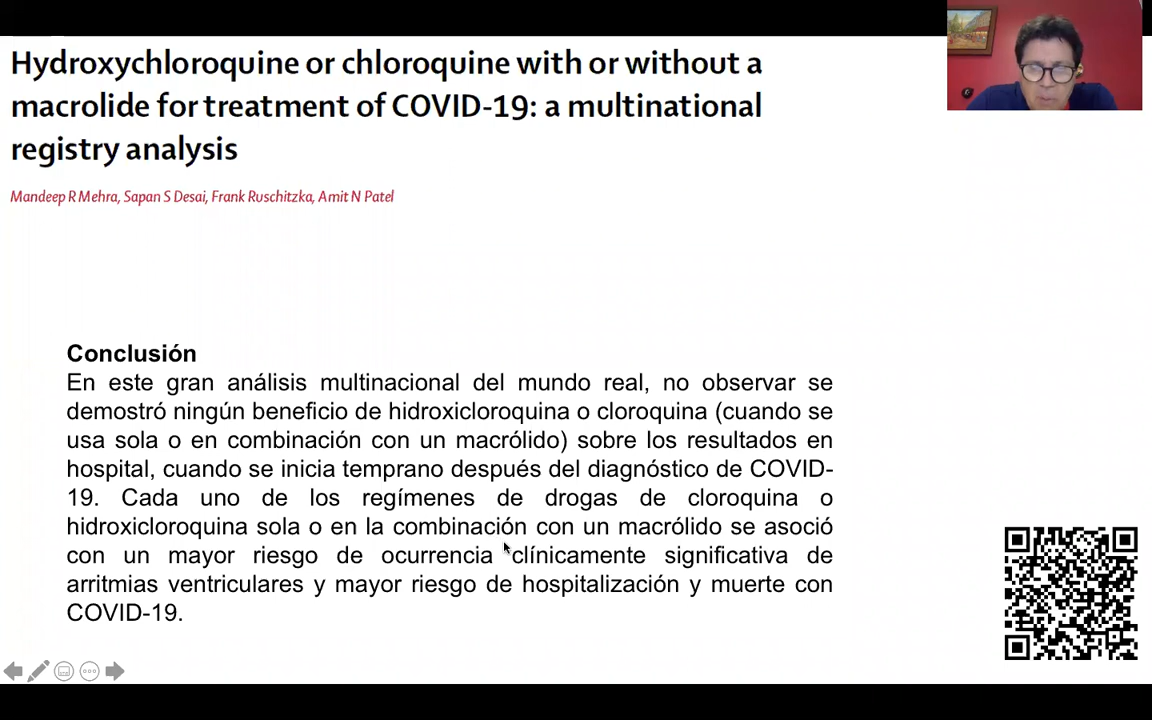 Hydroxychloroquine or chloroquine with or without a
macrolide for treatment of COVID-19: a multinational
registry analysis
Mandeep R Mehra, Sapan S Desai, Frank Ruschitzka, Amit N Patel
Conclusión
En este gran análisis multinacional del mundo real, no observar se
demostró ningún beneficio de hidroxicloroquina o cloroquina (cuando se
usa sola o en combinación con un macrólido) sobre los resultados en
hospital, cuando se inicia temprano después del diagnóstico de COVID-
19. Cada uno de los regímenes de drogas de cloroquina o
hidroxicloroquina sola o en la combinación con un macrólido se asoció
con un mayor riesgo de ocurrencia clínicamente significativa de
arritmias ventriculares y mayor riesgo de hospitalización y muerte con
COVID-19.